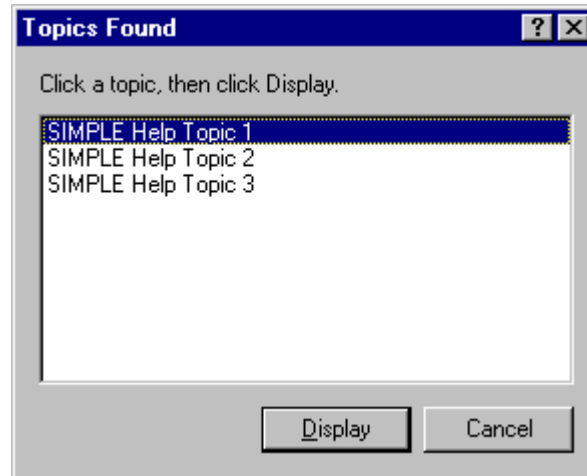 Topics Found
Click a topic, then click Display.
SIMPLE Help Topic 1
SIMPLE Help Topic 2
SIMPLE Help Topic 3
Display Cancel